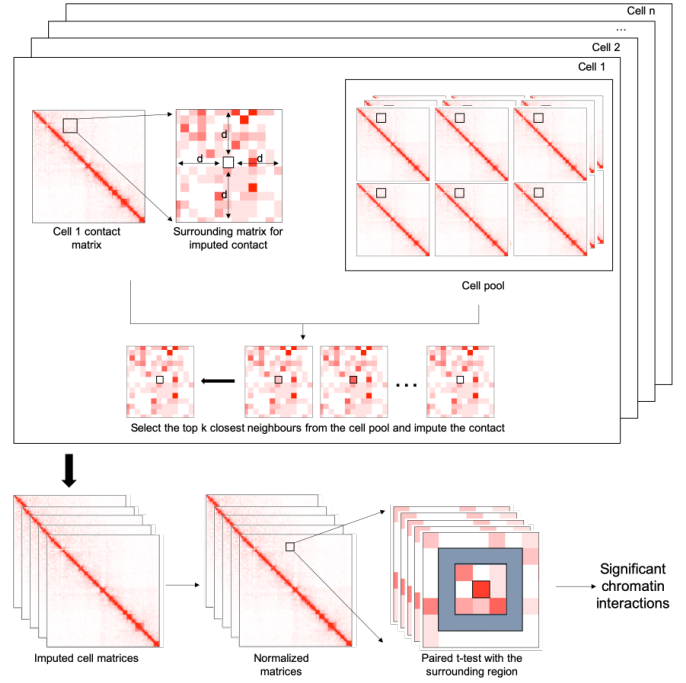 Cell n
...
Cell 2
Cell 1
d
d
d
d
Cell 1 contact
matrix
Surrounding matrix for
imputed contact
Cell pool
...
Select the top k closest neighbours from the cell pool and impute the contact
Imputed cell matrices
Normalized
matrices
Paired t-test with the
surrounding region
Significant
chromatin
interactions